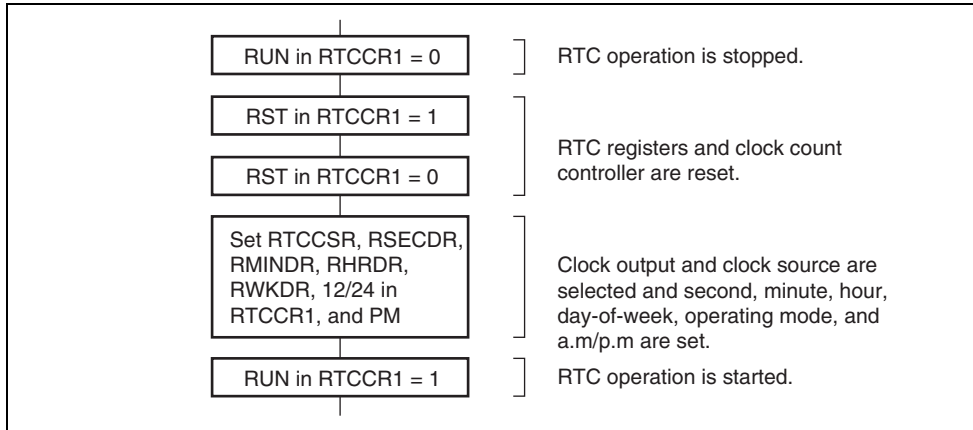 RUN in RTCCR1 = 0
RTC operation is stopped.
RST in RTCCR1 = 1
RST in RTCCR1 = 0
RTC registers and clock count
controller are reset.
Set RTCCSR, RSECDR,
RMINDR, RHRDR,
RWKDR, 12/24 in
RTCCR1, and PM
Clock output and clock source are
selected and second, minute, hour,
day-of-week, operating mode, and
a.m/p.m are set.
RUN in RTCCR1 = 1
RTC operation is started.